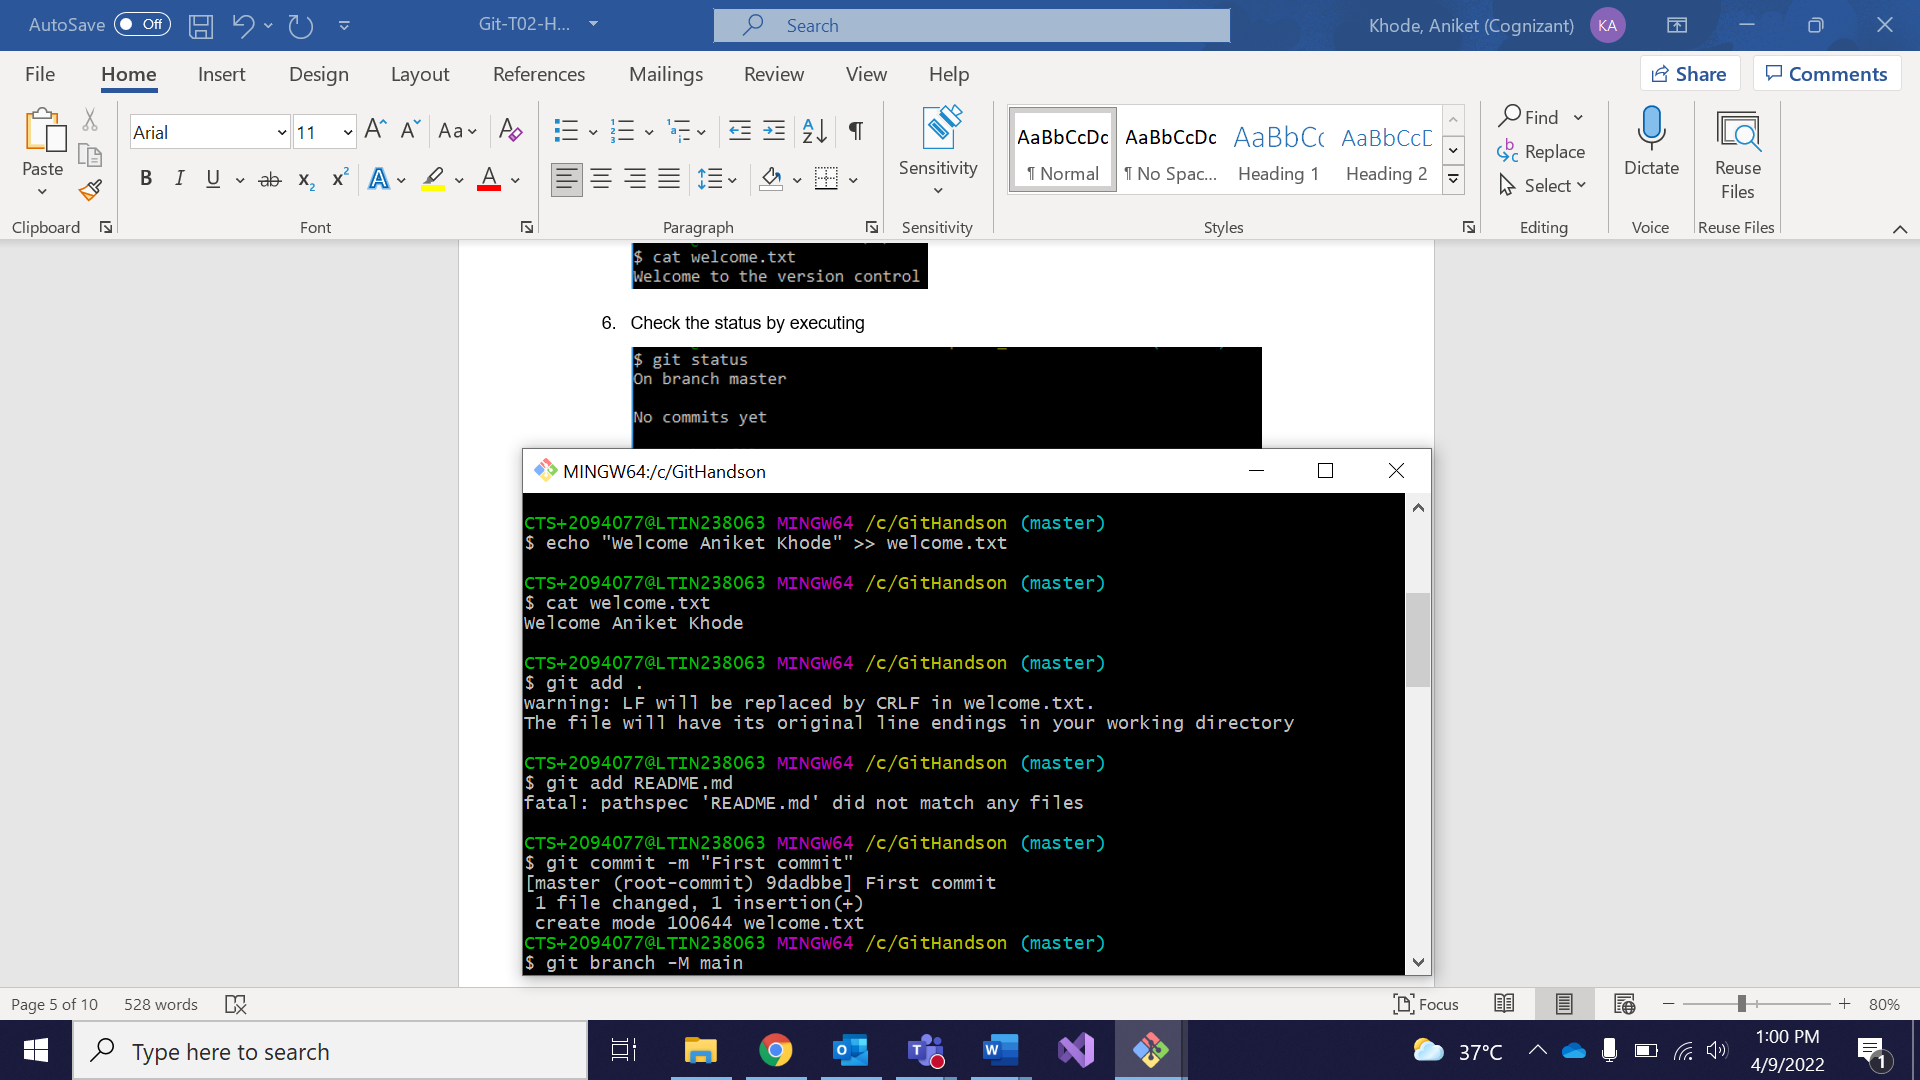 AutoSave Off
Git-T02-H...
Search
Khode, Aniket (Cognizant) KA
File Home Insert Design Layout References Mailings Review View Help
Share Comments
Paste
Arial 11
Aa
B I U ab x2 x2 A A
Sensitivity
AaBbCcDc AaBbCcDc AaBbCc AaBbCcD
¶ Normal ¶ No Spac... Heading 1 Heading 2
Find
Replace
Select
Dictate
Reuse
Files
Clipboard Font Paragraph Sensitivity Styles Editing Voice Reuse Files
$ cat welcome.txt
Welcome to the version control
6. Check the status by executing
$ git status
On branch master
No commits yet
MINGW64:/c/GitHandson
CTS+2094077@LTIN238063 MINGW64 /c/GitHandson (master)
$ echo "Welcome Aniket Khode" >> welcome.txt
CTS+2094077@LTIN238063 MINGW64 /c/GitHandson (master)
$ cat welcome.txt
Welcome Aniket Khode
CTS+2094077@LTIN238063 MINGW64 /c/GitHandson (master)
$ git add .
warning: LF will be replaced by CRLF in welcome.txt.
The file will have its original line endings in your working directory
CTS+2094077@LTIN238063 MINGW64 /c/GitHandson (master)
$ git add README.md
fatal: pathspec 'README.md' did not match any files
CTS+2094077@LTIN238063 MINGW64 /c/GitHandson (master)
$ git commit -m "First commit"
[master (root-commit) 9dadbbe] First commit
1 file changed, 1 insertion(+)
create mode 100644 welcome.txt
CTS+2094077@LTIN238063 MINGW64 /c/GitHandson (master)
$ git branch -M main
Page 5 of 10 528 words
Focus
80%
Type here to search
37°C
1:00 PM
4/9/2022
1